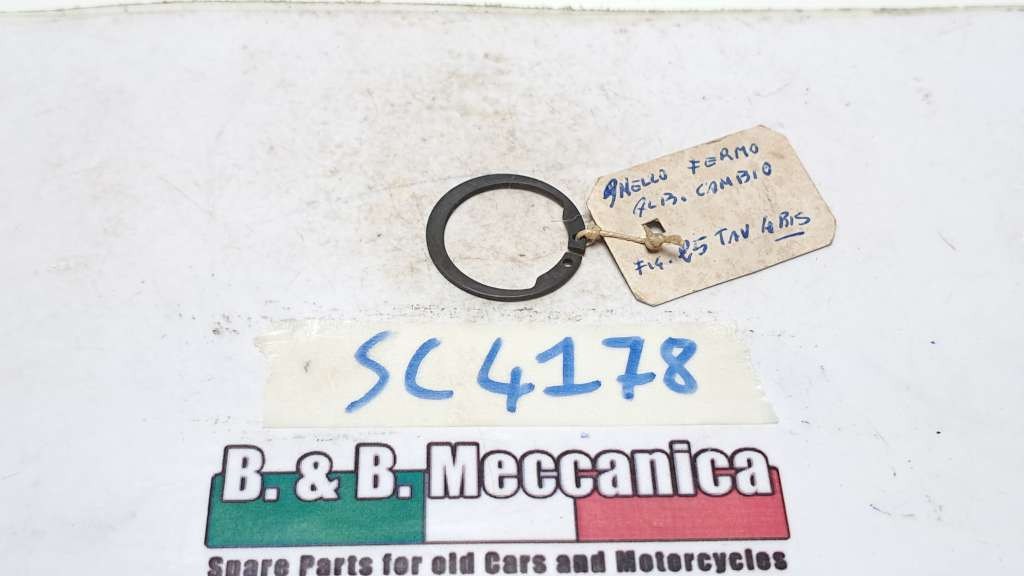 ANELLO FERMO
ALB. CAMBIO
FIG. 25 TAV 4 BIS
SC4178
B. & B. Meccanica
Spare Parts for old Cars and Motorcycles